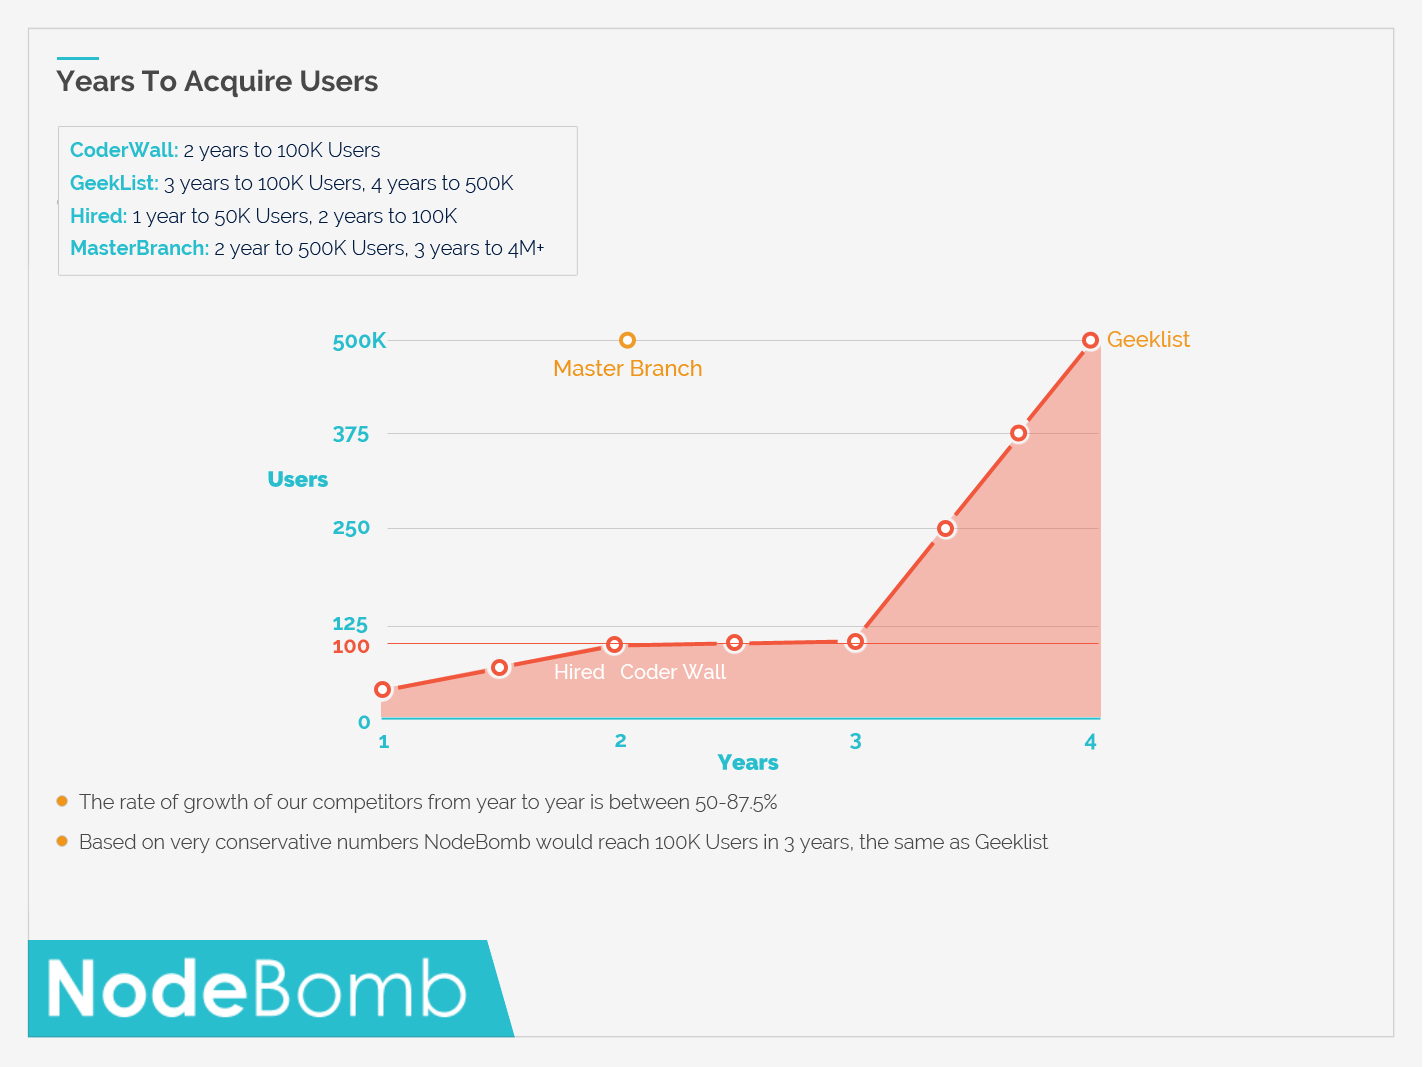 Years To Acquire Users
CoderWall: 2 years to 100K Users
GeekList: 3 years to 100K Users, 4 years to 500K
Hired: 1 year to 50K Users, 2 years to 100K
MasterBranch: 2 year to 500K Users, 3 years to 4M+
500K
Geeklist
Master Branch
375
Users
250
125
100
Hired Coder Wall
0
1 2 3 4
Years
The rate of growth of our competitors from year to year is between 50-87.5%
Based on very conservative numbers NodeBomb would reach 100K Users in 3 years, the same as Geeklist
NodeBomb